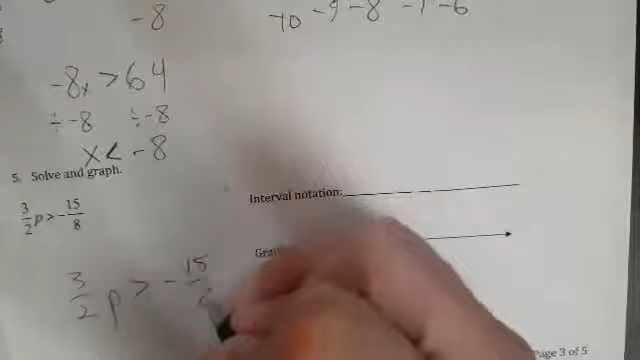 -8
-10 -9 -8 -7 -6
-8x > 64
÷ -8 ÷ -8
x < -8
5. Solve and graph.
Interval notation:
3/2 p > - 15/8
3/2 p > - 15
Page 3 of 5